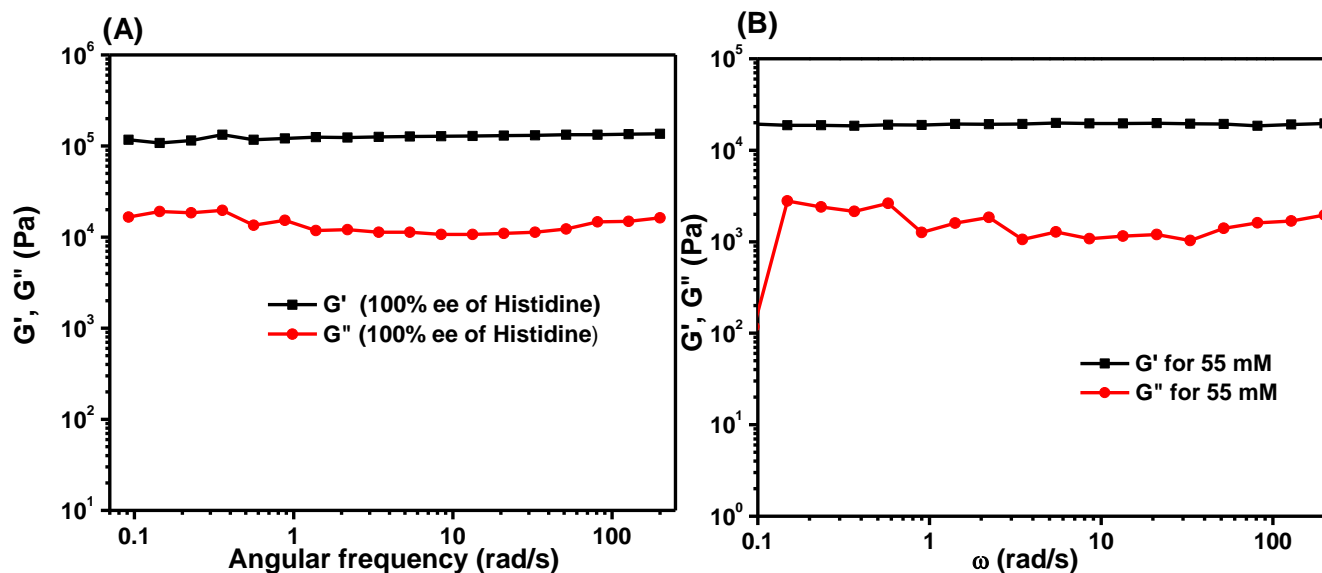 (A)
10^6
10^5
10^4
10^3
10^2
10^1
G', G" (Pa)
G' (100% ee of Histidine)
G" (100% ee of Histidine)
0.1 1 10 100
Angular frequency (rad/s)
(B)
10^5
10^4
10^3
10^2
10^1
10^0
G', G" (Pa)
G' for 55 mM
G" for 55 mM
0.1 1 10 100
ω (rad/s)